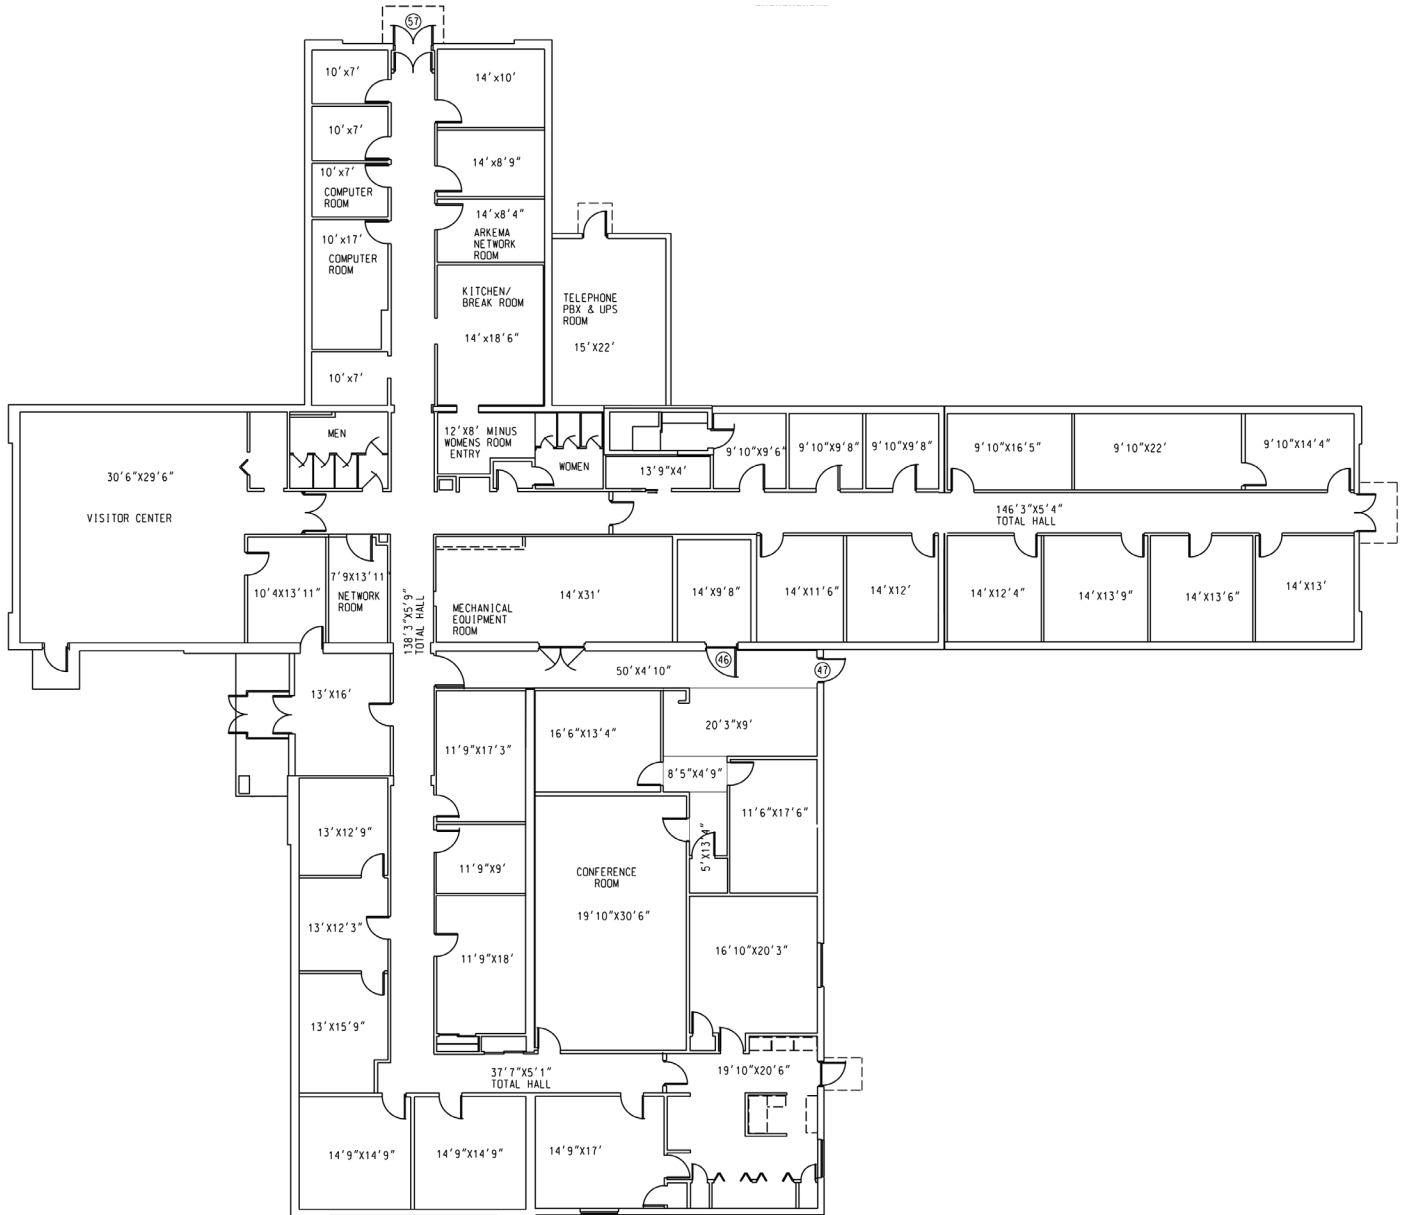 57
10'x7'
14'x10'
10'x7'
14'x8'9"
10'x7'
COMPUTER
ROOM
14'x8'4"
ARKEMA
NETWORK
ROOM
10'x17'
COMPUTER
ROOM
KITCHEN/
BREAK ROOM
14'x18'6"
TELEPHONE
PBX & UPS
ROOM
15'X22'
10'x7'
MEN
12'X8' MINUS
WOMENS ROOM
ENTRY
WOMEN
13'9"X4'
9'10"X9'6"
9'10"X9'8"
9'10"X9'8"
9'10"X16'5"
9'10"X22'
9'10"X14'4"
30'6"X29'6"
VISITOR CENTER
146'3"X5'4"
TOTAL HALL
10'4X13'11"
7'9X13'11
NETWORK
ROOM
138'3"X5'9"
TOTAL HALL
MECHANICAL
EQUIPMENT
ROOM
14'X31'
14'X9'8"
14'X11'6"
14'X12'
14'X12'4"
14'X13'9"
14'X13'6"
14'X13'
46
47
50'X4'10"
13'X16'
11'9"X17'3"
16'6"X13'4"
20'3"X9'
8'5"X4'9"
11'6"X17'6"
5'X13'4"
13'X12'9"
11'9"X9'
CONFERENCE
ROOM
19'10"X30'6"
13'X12'3"
11'9"X18'
16'10"X20'3"
13'X15'9"
37'7"X5'1"
TOTAL HALL
19'10"X20'6"
14'9"X14'9"
14'9"X14'9"
14'9"X17'